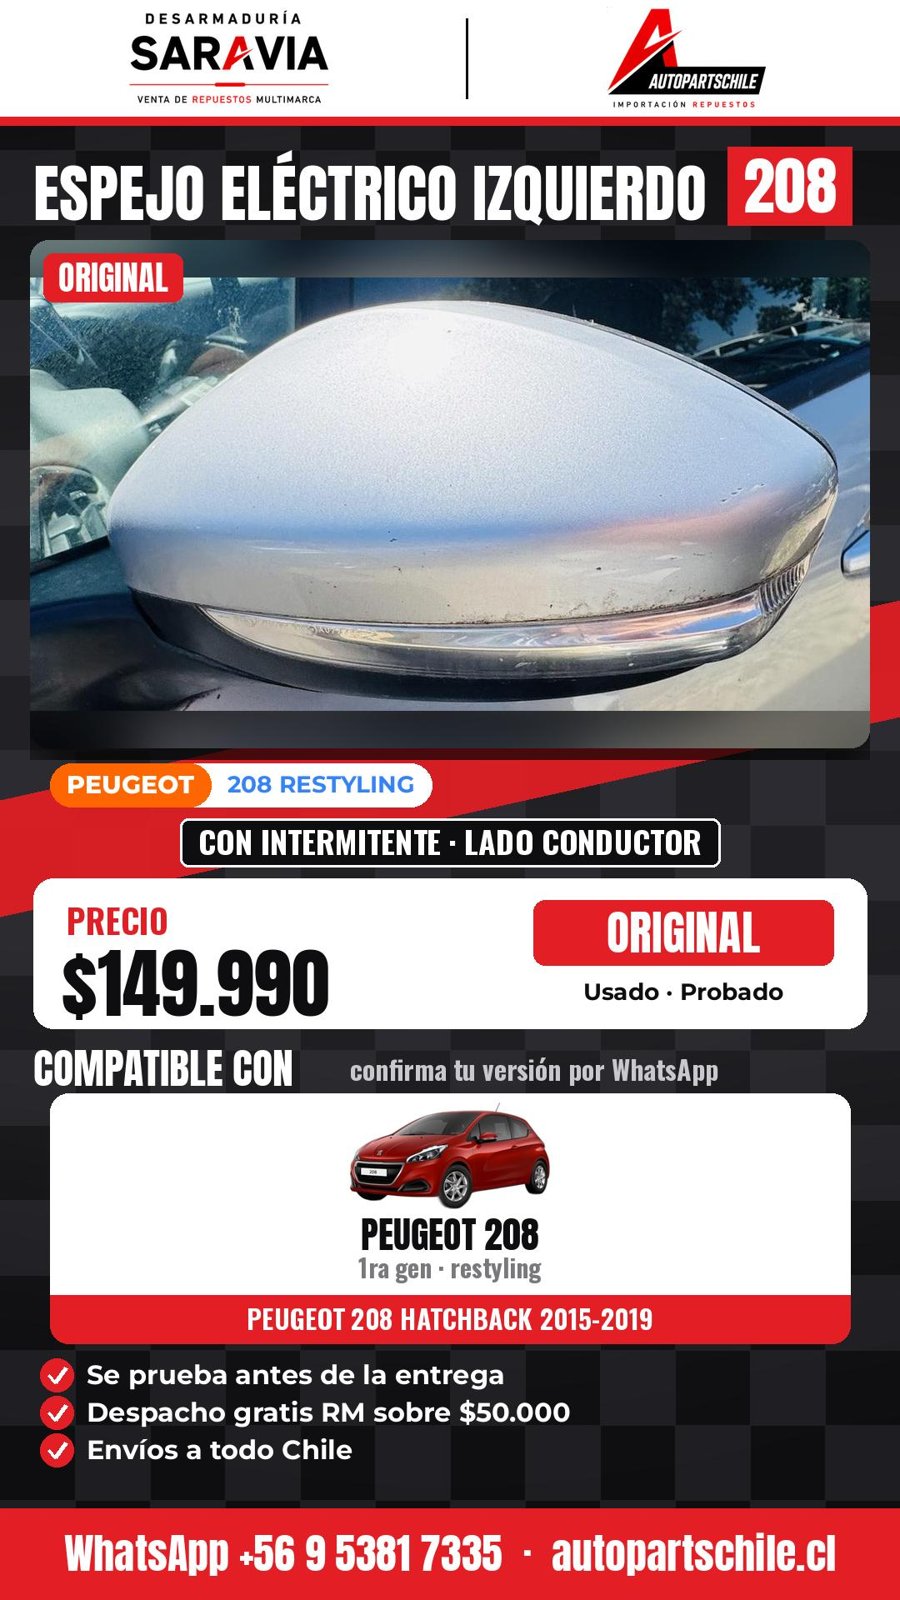 DESARMADURÍA
SARAVIA
VENTA DE REPUESTOS MULTIMARCA
AUTOPARTSCHILE
IMPORTACIÓN REPUESTOS
ESPEJO ELÉCTRICO IZQUIERDO 208
ORIGINAL
PEUGEOT 208 RESTYLING
CON INTERMITENTE · LADO CONDUCTOR
PRECIO
$149.990
ORIGINAL
Usado · Probado
COMPATIBLE CON confirma tu versión por WhatsApp
208
PEUGEOT 208
1ra gen · restyling
PEUGEOT 208 HATCHBACK 2015-2019
Se prueba antes de la entrega
Despacho gratis RM sobre $50.000
Envíos a todo Chile
WhatsApp +56 9 5381 7335 · autopartschile.cl